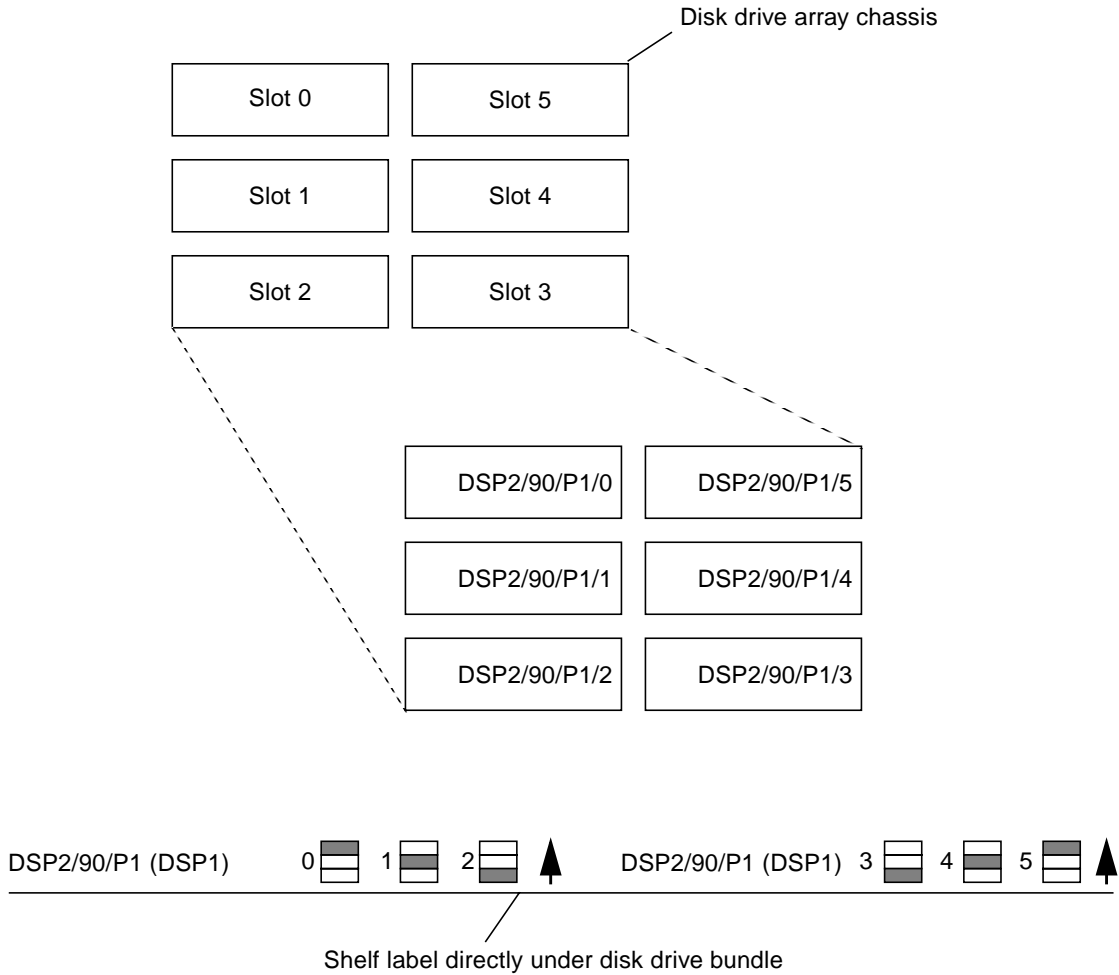 Disk drive array chassis
Slot 0
Slot 5
Slot 1
Slot 4
Slot 2
Slot 3
DSP2/90/P1/0
DSP2/90/P1/5
DSP2/90/P1/1
DSP2/90/P1/4
DSP2/90/P1/2
DSP2/90/P1/3
DSP2/90/P1 (DSP1) 0 1 2
DSP2/90/P1 (DSP1) 3 4 5
Shelf label directly under disk drive bundle